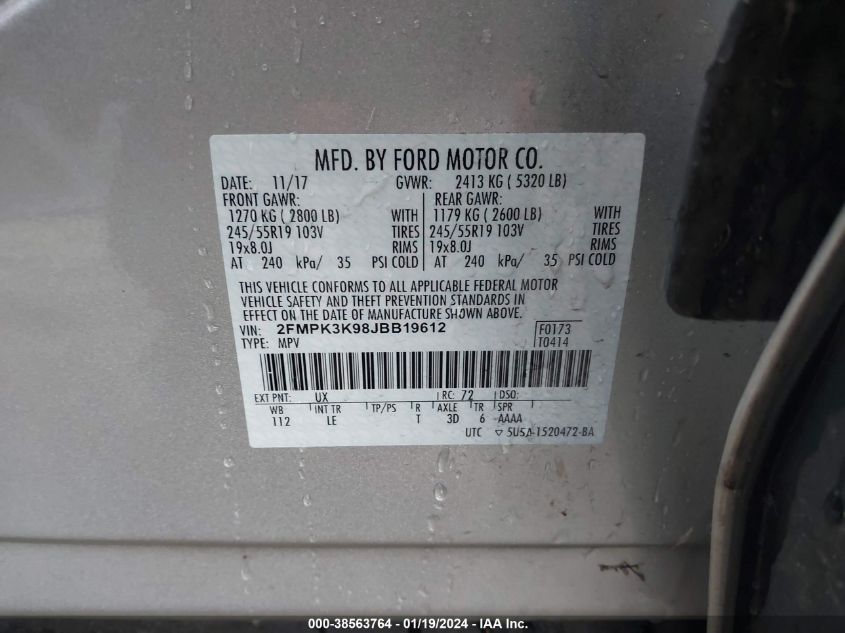 MFD. BY FORD MOTOR CO.
DATE: 11/17 GVWR: 2413 KG ( 5320 LB)
FRONT GAWR: REAR GAWR:
1270 KG ( 2800 LB) WITH 1179 KG ( 2600 LB) WITH
245/55R19 103V TIRES 245/55R19 103V TIRES
19x8.0J RIMS 19x8.0J RIMS
AT 240 kPa/ 35 PSI COLD AT 240 kPa/ 35 PSI COLD
THIS VEHICLE CONFORMS TO ALL APPLICABLE FEDERAL MOTOR
VEHICLE SAFETY AND THEFT PREVENTION STANDARDS IN
EFFECT ON THE DATE OF MANUFACTURE SHOWN ABOVE.
VIN: 2FMPK3K98JBB19612 F0173
TYPE: MPV T0414
EXT PNT: UX RC: 72 DSO:
WB INT TR TP/PS R AXLE TR SPR
112 LE T 3D 6 AAAA
UTC ▽ 5U5A-1520472-BA
000-38563764 - 01/19/2024 - IAA Inc.